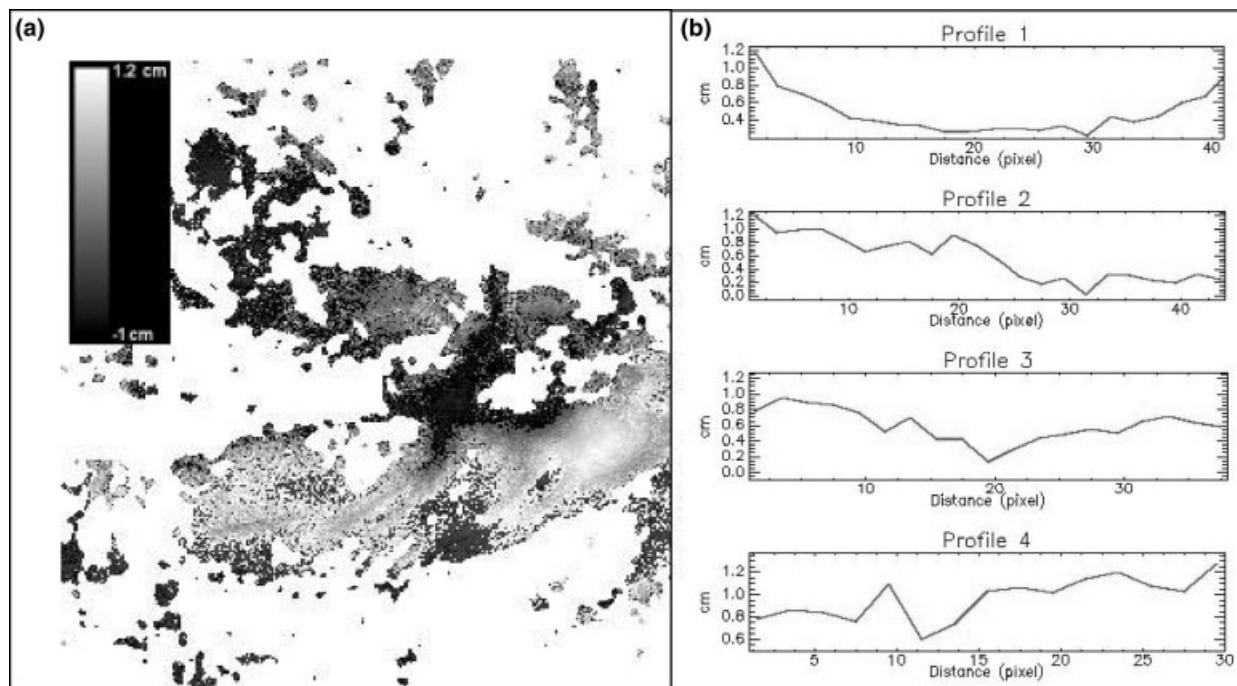 (a)
1.2 cm
-1 cm
(b)
Profile 1
1.2
1.0
0.8
0.6
0.4
cm
10 20 30 40
Distance (pixel)
Profile 2
1.2
1.0
0.8
0.6
0.4
0.2
0.0
cm
10 20 30 40
Distance (pixel)
Profile 3
1.2
1.0
0.8
0.6
0.4
0.2
0.0
cm
10 20 30
Distance (pixel)
Profile 4
1.2
1.0
0.8
0.6
cm
5 10 15 20 25 30
Distance (pixel)